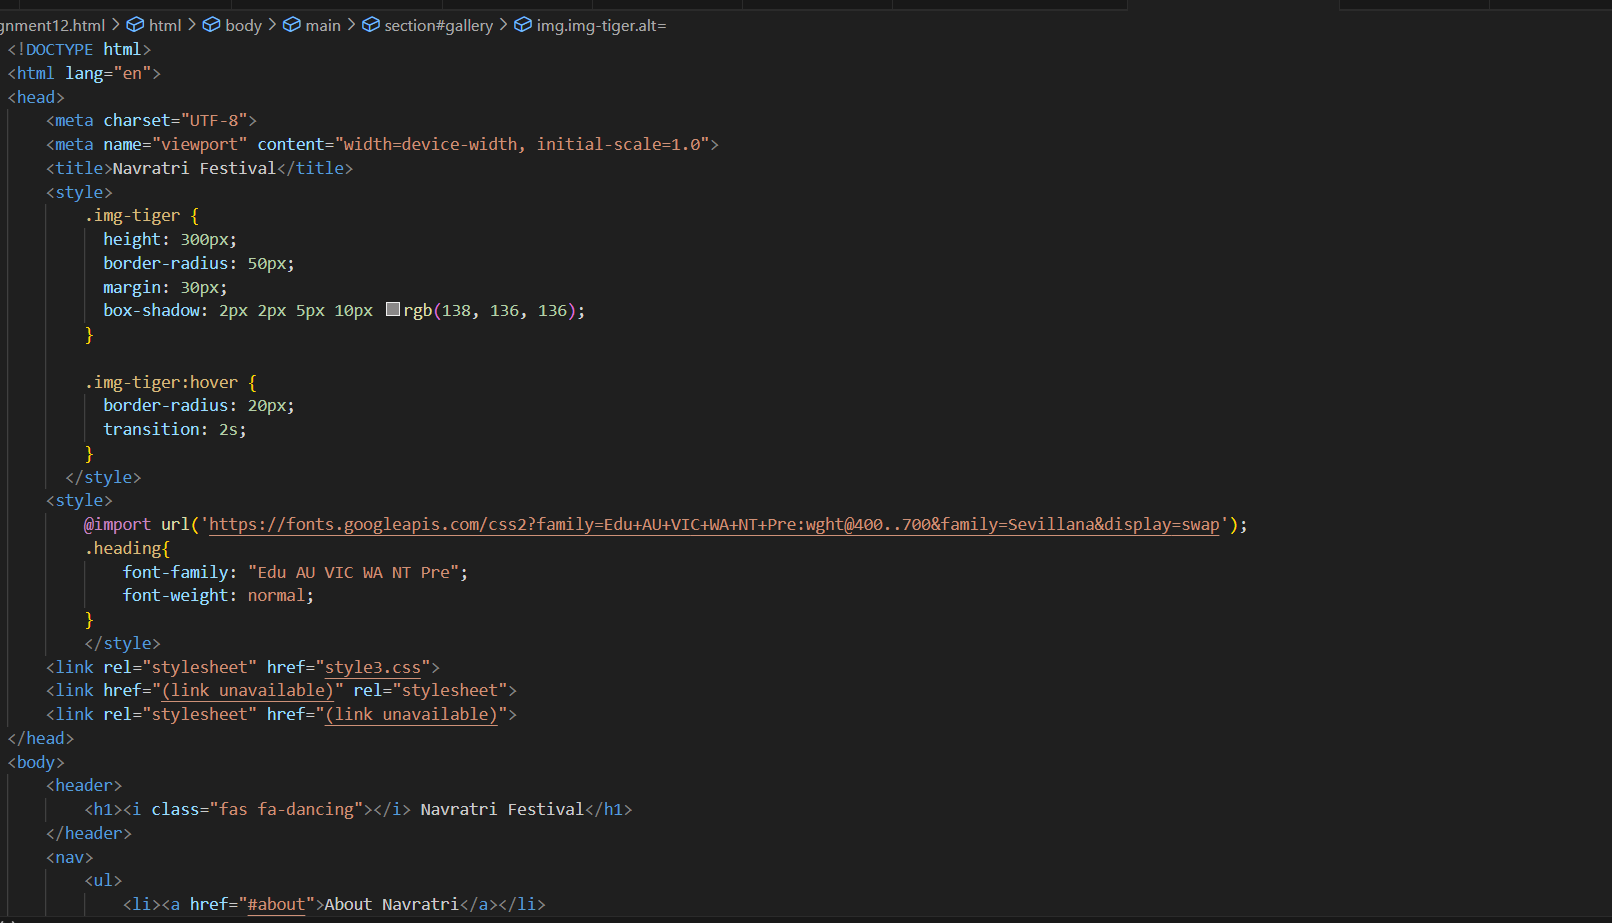 gnment12.html > html > body > main > section#gallery > img.img-tiger.alt=
<!DOCTYPE html>
<html lang="en">
<head>
    <meta charset="UTF-8">
    <meta name="viewport" content="width=device-width, initial-scale=1.0">
    <title>Navratri Festival</title>
    <style>
        .img-tiger {
          height: 300px;
          border-radius: 50px;
          margin: 30px;
          box-shadow: 2px 2px 5px 10px rgb(138, 136, 136);
        }

        .img-tiger:hover {
          border-radius: 20px;
          transition: 2s;
        }
      </style>
    <style>
        @import url('https://fonts.googleapis.com/css2?family=Edu+AU+VIC+WA+NT+Pre:wght@400..700&family=Sevillana&display=swap');
        .heading{
            font-family: "Edu AU VIC WA NT Pre";
            font-weight: normal;
        }
        </style>
    <link rel="stylesheet" href="style3.css">
    <link href="(link unavailable)" rel="stylesheet">
    <link rel="stylesheet" href="(link unavailable)">
</head>
<body>
    <header>
        <h1><i class="fas fa-dancing"></i> Navratri Festival</h1>
    </header>
    <nav>
        <ul>
            <li><a href="#about">About Navratri</a></li>